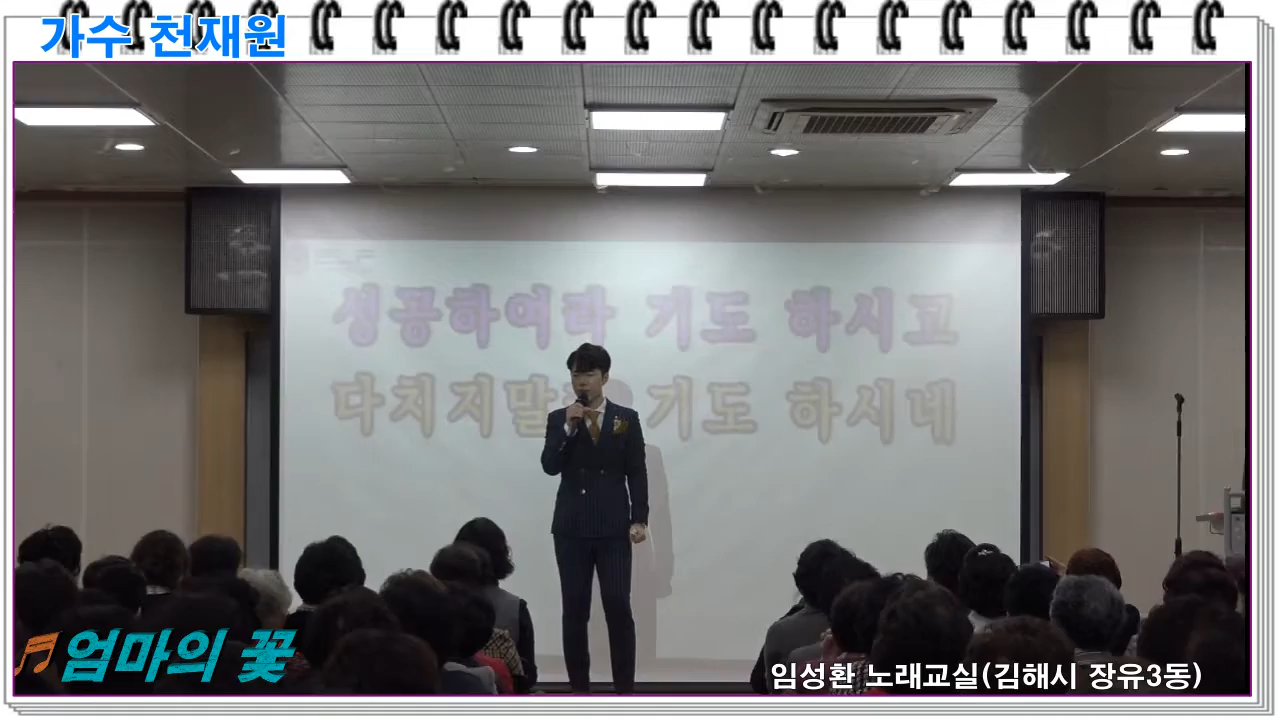 가수 천재원
성공하여라 기도 하시고
다치지말 기도 하시네
엄마의 꽃
임성환 노래교실(김해시 장유3동)